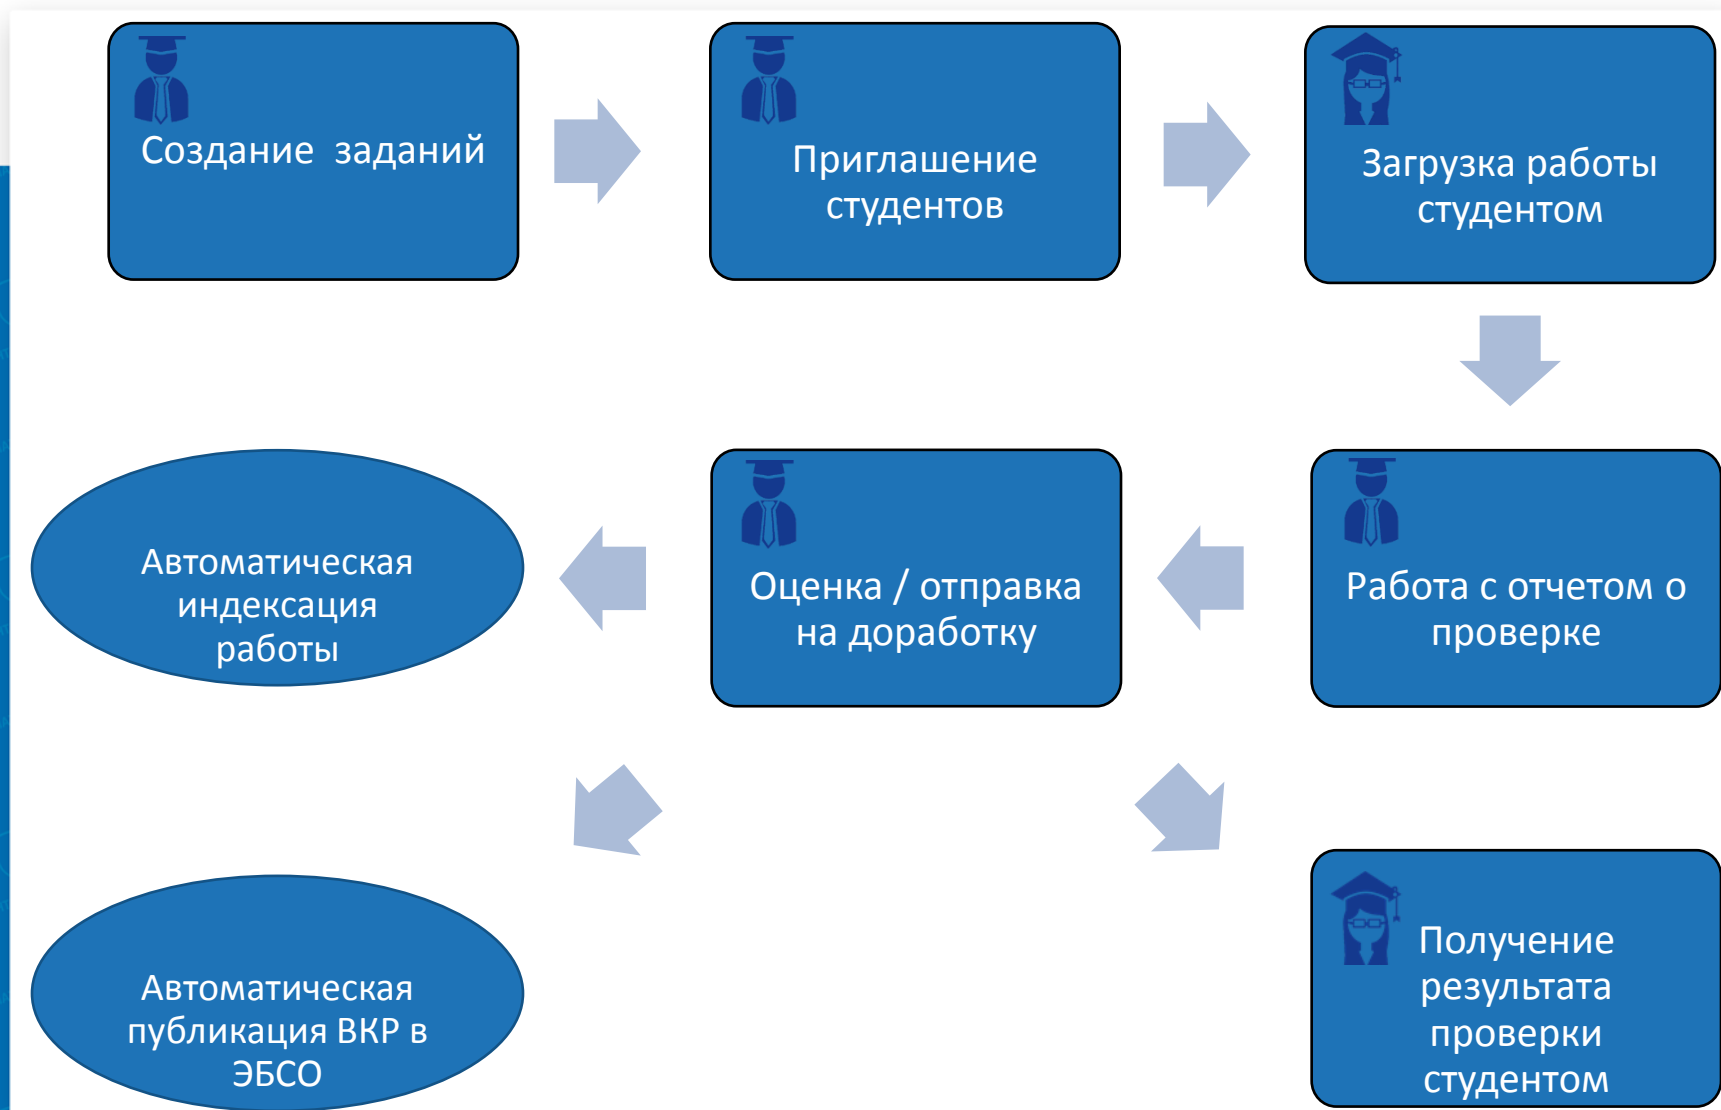 Создание заданий
Приглашение
студентов
Загрузка работы
студентом
Автоматическая
индексация
работы
Оценка / отправка
на доработку
Работа с отчетом о
проверке
Автоматическая
публикация ВКР в
ЭБСО
Получение
результата
проверки
студентом